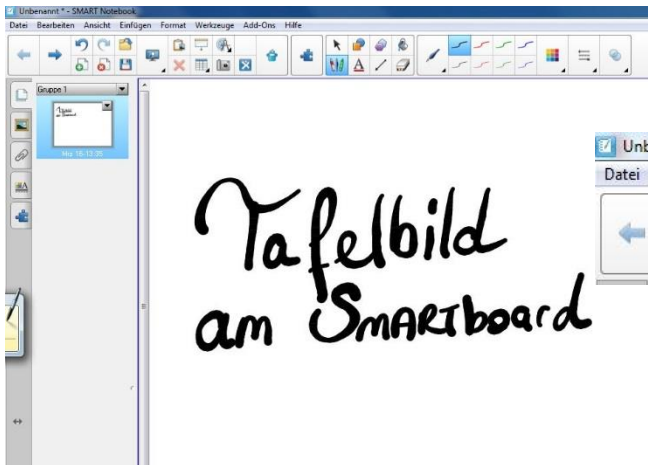 Unbenannt * - SMART Notebook
Datei Bearbeiten Ansicht Einfügen Format Werkzeuge Add-Ons Hilfe
Gruppe 1
Tafelbild
am SMARTboard
Unb
Datei